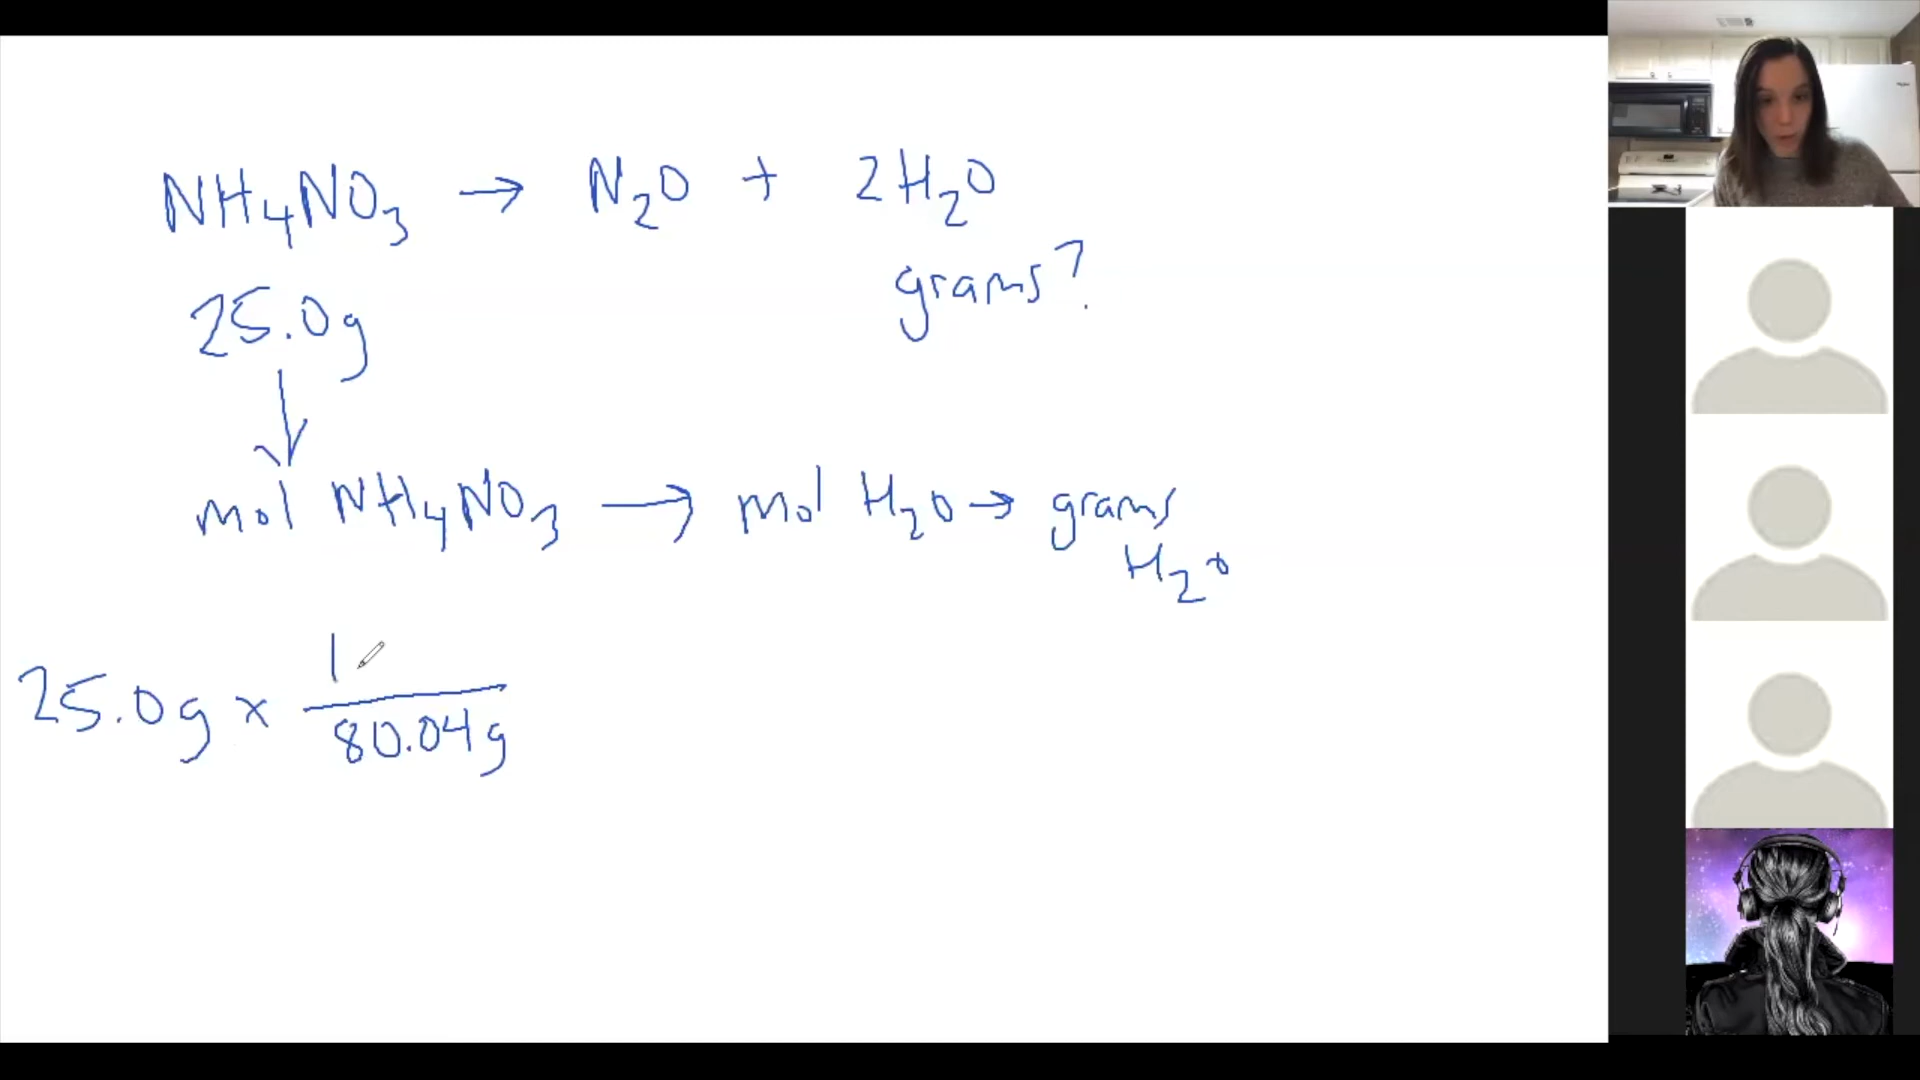 NH₄NO₃ → N₂O + 2H₂O
25.0g grams?
mol NH₄NO₃ → mol H₂O → grams
H₂O
25.0g x 1
80.04g